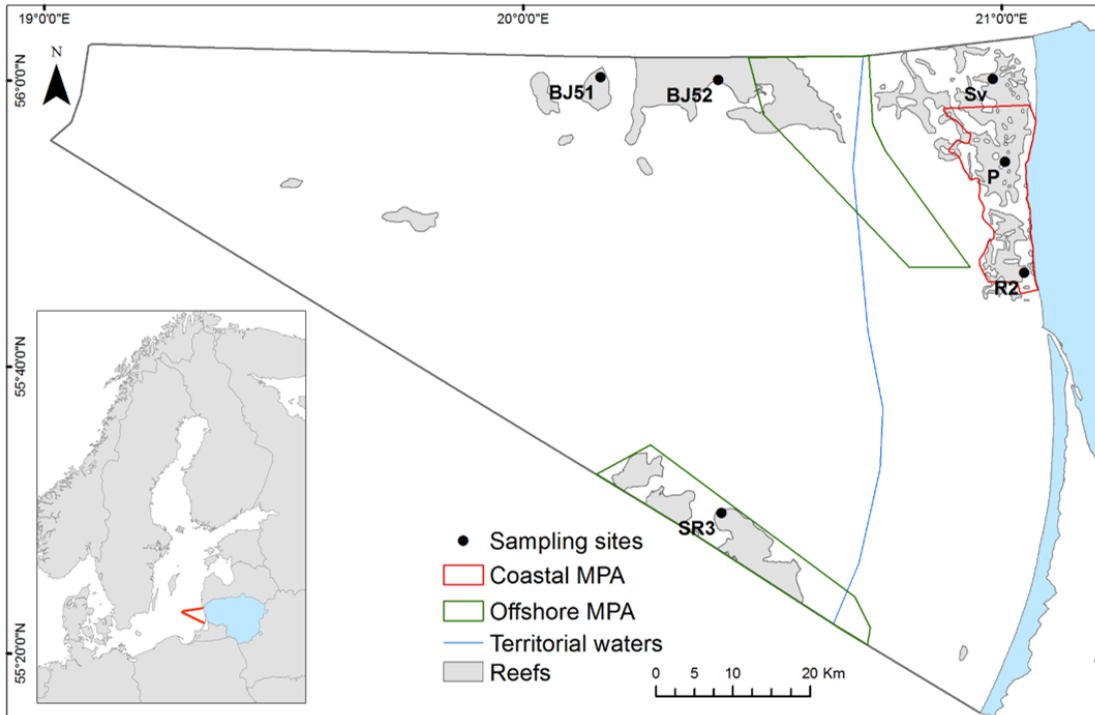 19°0'0"E
20°0'0"E
21°0'0"E
N
56°0'0"N
BJ51
BJ52
Sv
P
R2
55°40'0"N
SR3
Sampling sites
Coastal MPA
Offshore MPA
Territorial waters
Reefs
0 5 10 20 Km
55°20'0"N